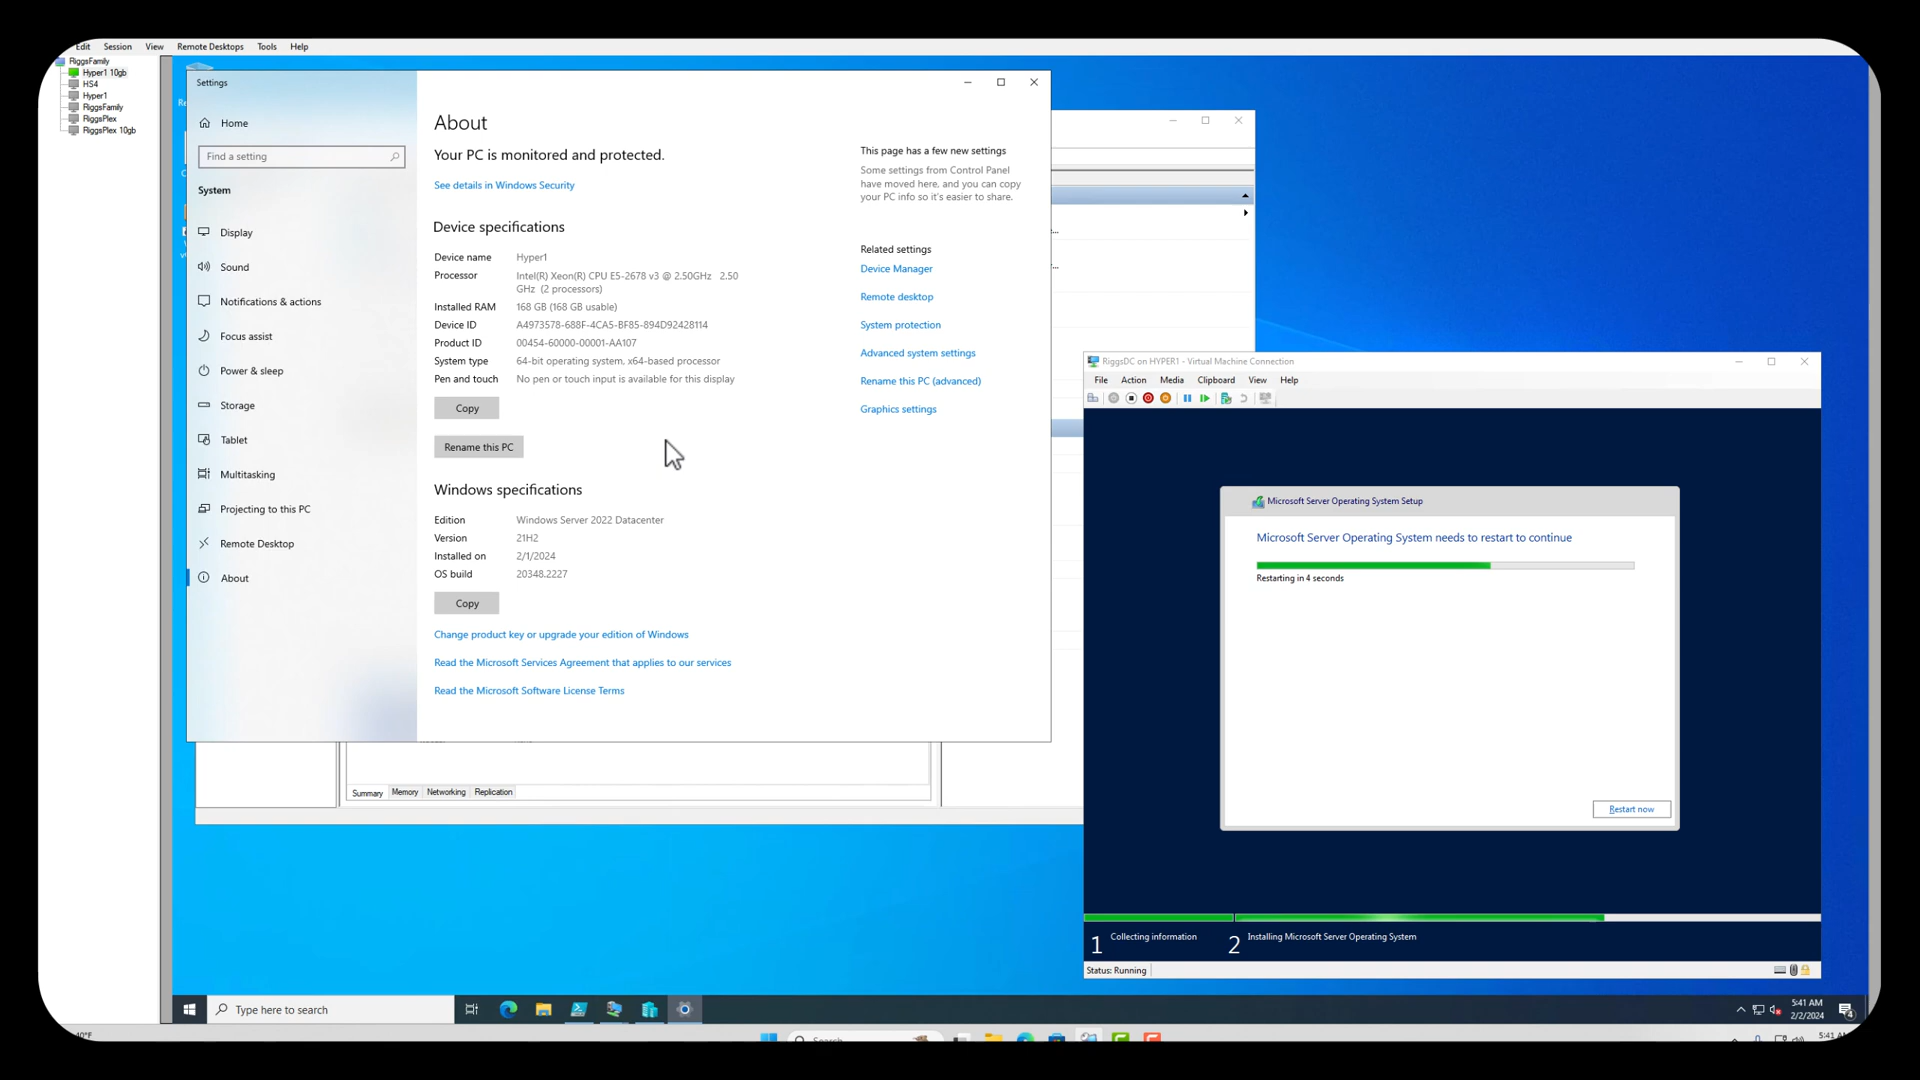 Edit Session View Remote Desktops Tools Help
RiggsFamily
Hyper1 10gb
HS4
Hyper1
RiggsFamily
RiggsPlex
RiggsPlex 10gb
Settings
Home
Find a setting
System
Display
Sound
Notifications & actions
Focus assist
Power & sleep
Storage
Tablet
Multitasking
Projecting to this PC
Remote Desktop
About
About
Your PC is monitored and protected.
See details in Windows Security
Device specifications
Device name Hyper1
Processor Intel(R) Xeon(R) CPU E5-2678 v3 @ 2.50GHz 2.50
GHz (2 processors)
Installed RAM 168 GB (168 GB usable)
Device ID A4973578-688F-4CA5-BF85-894D92428114
Product ID 00454-60000-00001-AA107
System type 64-bit operating system, x64-based processor
Pen and touch No pen or touch input is available for this display
Copy
Rename this PC
Windows specifications
Edition Windows Server 2022 Datacenter
Version 21H2
Installed on 2/1/2024
OS build 20348.2227
Copy
Change product key or upgrade your edition of Windows
Read the Microsoft Services Agreement that applies to our services
Read the Microsoft Software License Terms
This page has a few new settings
Some settings from Control Panel
have moved here, and you can copy
your PC info so it's easier to share.
Related settings
Device Manager
Remote desktop
System protection
Advanced system settings
Rename this PC (advanced)
Graphics settings
Summary Memory Networking Replication
RiggsDC on HYPER1 - Virtual Machine Connection
File Action Media Clipboard View Help
Microsoft Server Operating System Setup
Microsoft Server Operating System needs to restart to continue
Restarting in 4 seconds
Restart now
1 Collecting information 2 Installing Microsoft Server Operating System
Status: Running
Type here to search
5:41 AM
2/2/2024
4
Search
5:41